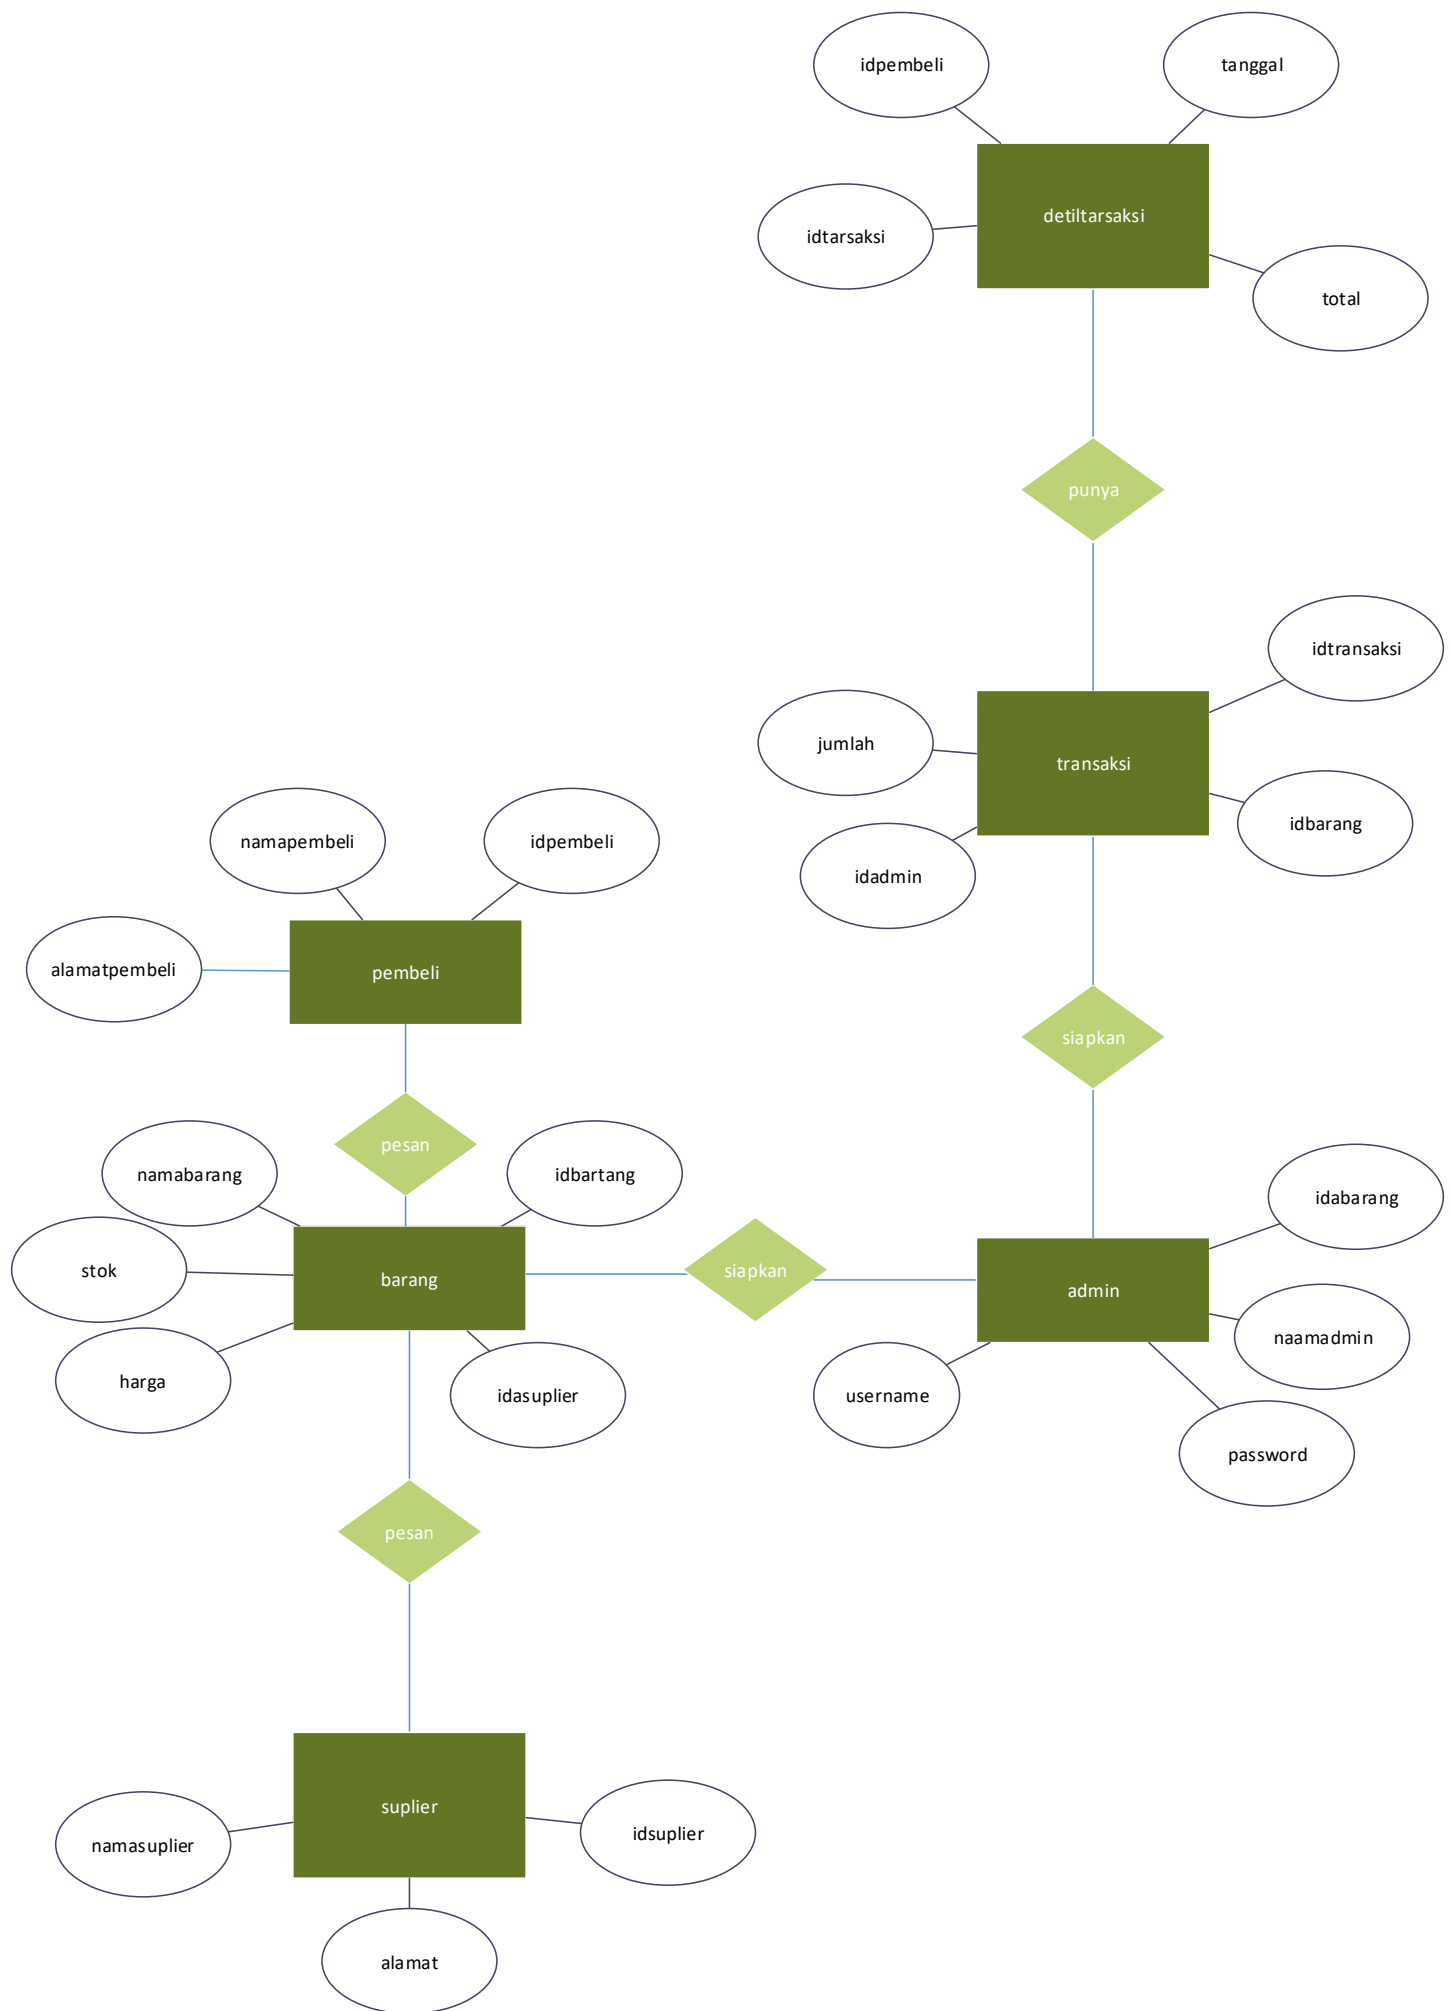 idpembeli
tanggal
detiltarsaksi
idtarsaksi
total
punya
idtransaksi
jumlah
transaksi
idbarang
idadmin
namapembeli
idpembeli
alamatpembeli
pembeli
siapkan
pesan
namabarang
idbartang
idabarang
stok
barang
siapkan
admin
naamadmin
harga
idasuplier
username
password
pesan
suplier
namasuplier
idsuplier
alamat